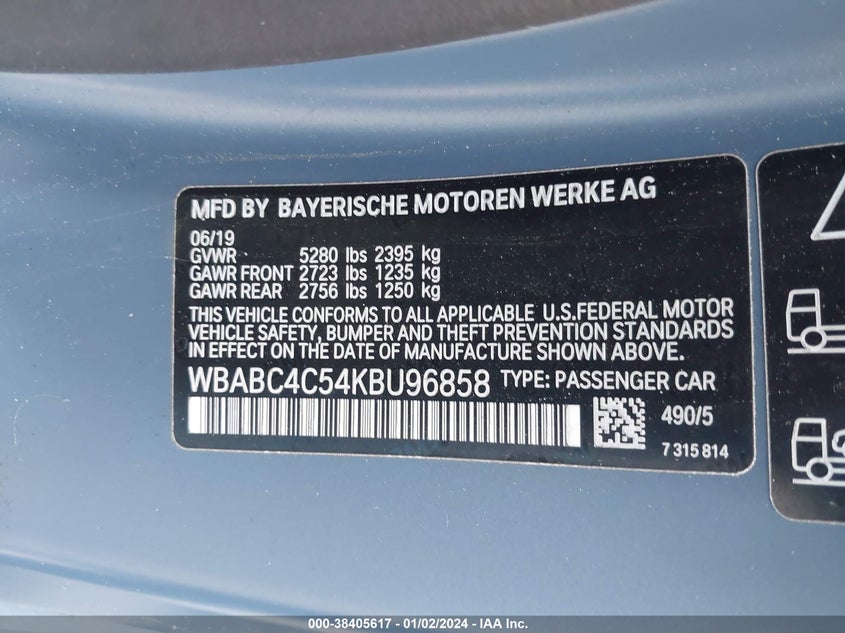 MFD BY BAYERISCHE MOTOREN WERKE AG
06/19
GVWR 5280 lbs 2395 kg
GAWR FRONT 2723 lbs 1235 kg
GAWR REAR 2756 lbs 1250 kg
THIS VEHICLE CONFORMS TO ALL APPLICABLE U.S.FEDERAL MOTOR
VEHICLE SAFETY, BUMPER AND THEFT PREVENTION STANDARDS
IN EFFECT ON THE DATE OF MANUFACTURE SHOWN ABOVE.
WBABC4C54KBU96858 TYPE: PASSENGER CAR
490/5
7 315 814
000-38405617 - 01/02/2024 - IAA Inc.